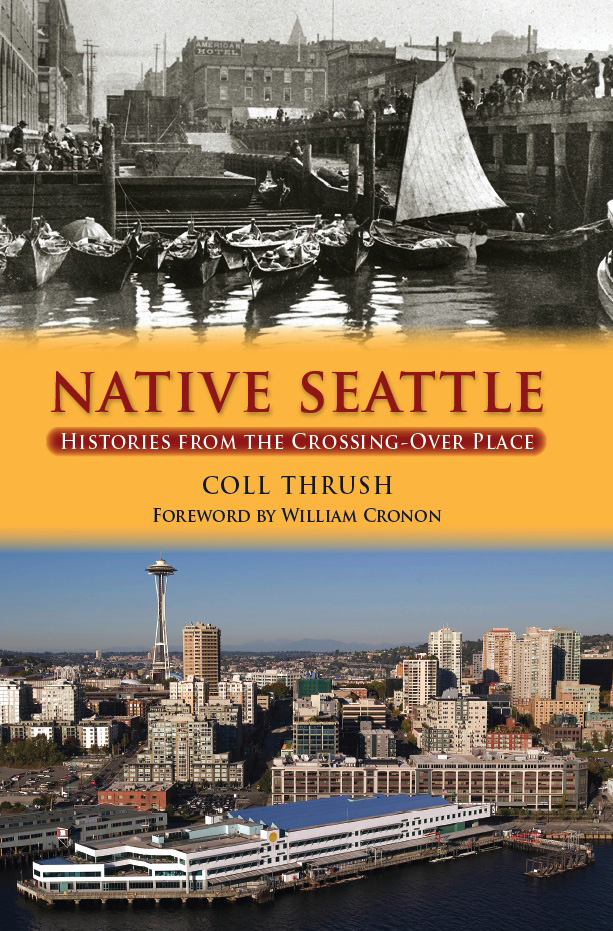 AMERICAN
HOTEL
NATIVE SEATTLE
HISTORIES FROM THE CROSSING-OVER PLACE
COLL THRUSH
FOREWORD BY WILLIAM CRONON